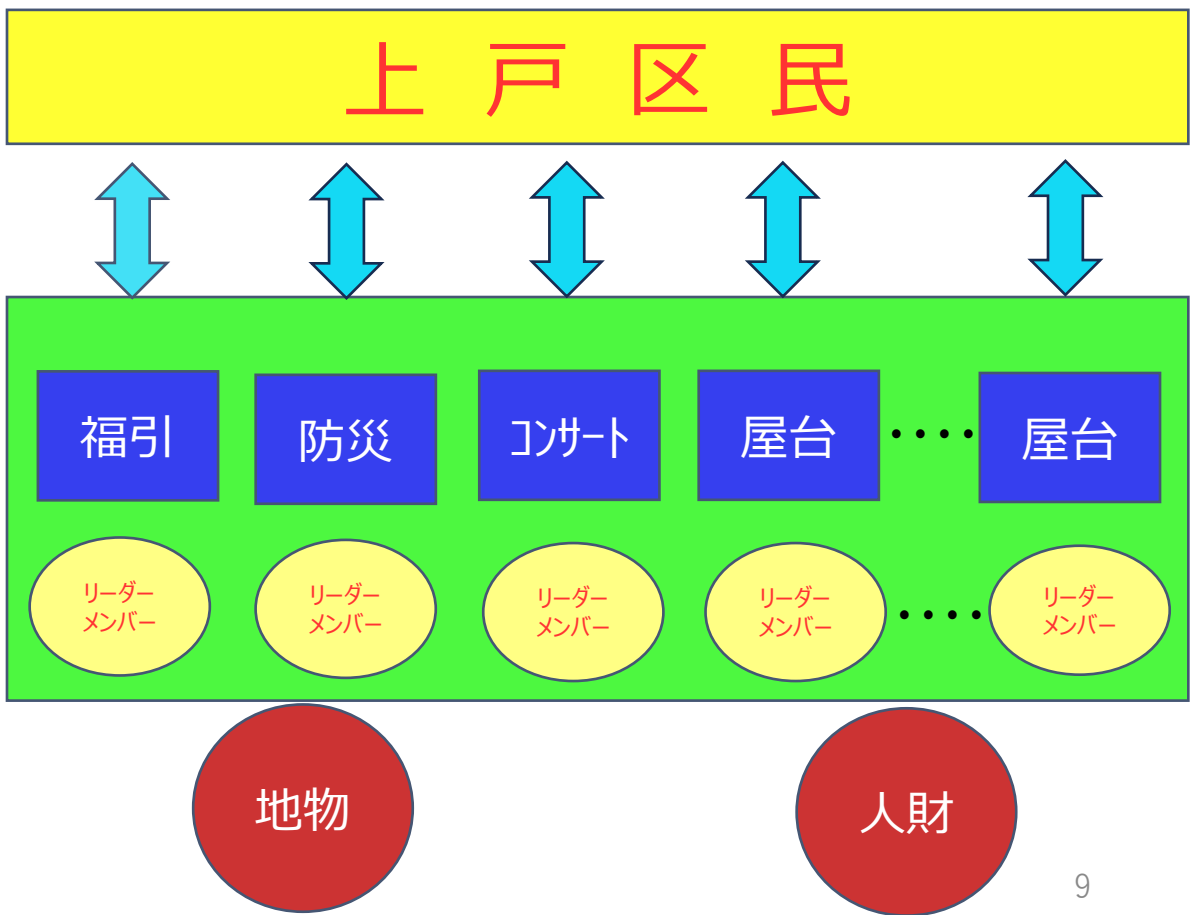 上戸区民
福引
防災
コンサート
屋台
・・・・
屋台
リーダー
メンバー
リーダー
メンバー
リーダー
メンバー
リーダー
メンバー
・・・・
リーダー
メンバー
地物
人財
9